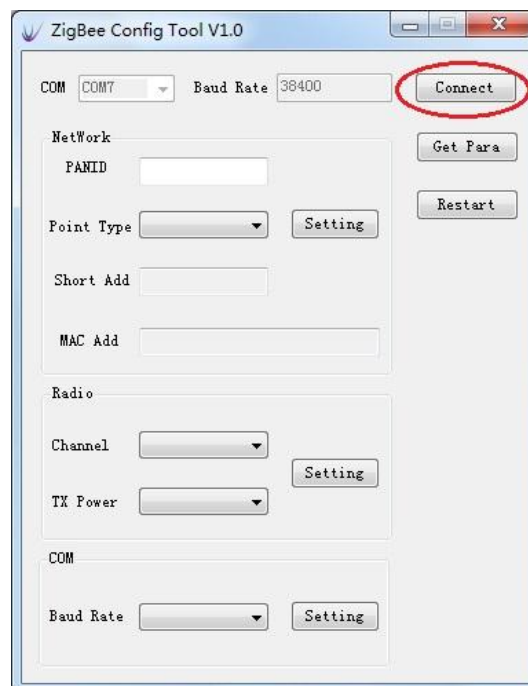 ZigBee Config Tool V1.0
COM COM7 Baud Rate 38400 Connect
NetWork
Get Para
PANID
Restart
Point Type Setting
Short Add
MAC Add
Radio
Channel
Setting
TX Power
COM
Baud Rate Setting